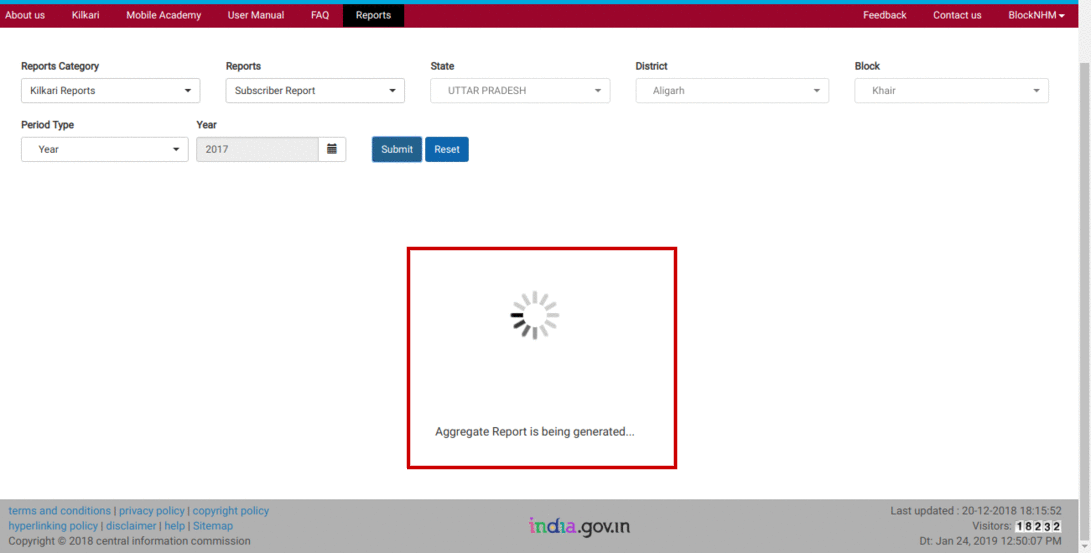 About us Kilkari Mobile Academy User Manual FAQ Reports Feedback Contact us BlockNHM
Reports Category Reports State District Block
Kilkari Reports Subscriber Report UTTAR PRADESH Aligarh Khair
Period Type Year
Year 2017 Submit Reset
Aggregate Report is being generated...
terms and conditions | privacy policy | copyright policy
hyperlinking policy | disclaimer | help | Sitemap
Copyright © 2018 central information commission
india.gov.in
Last updated : 20-12-2018 18:15:52
Visitors: 18232
Dt: Jan 24, 2019 12:50:07 PM